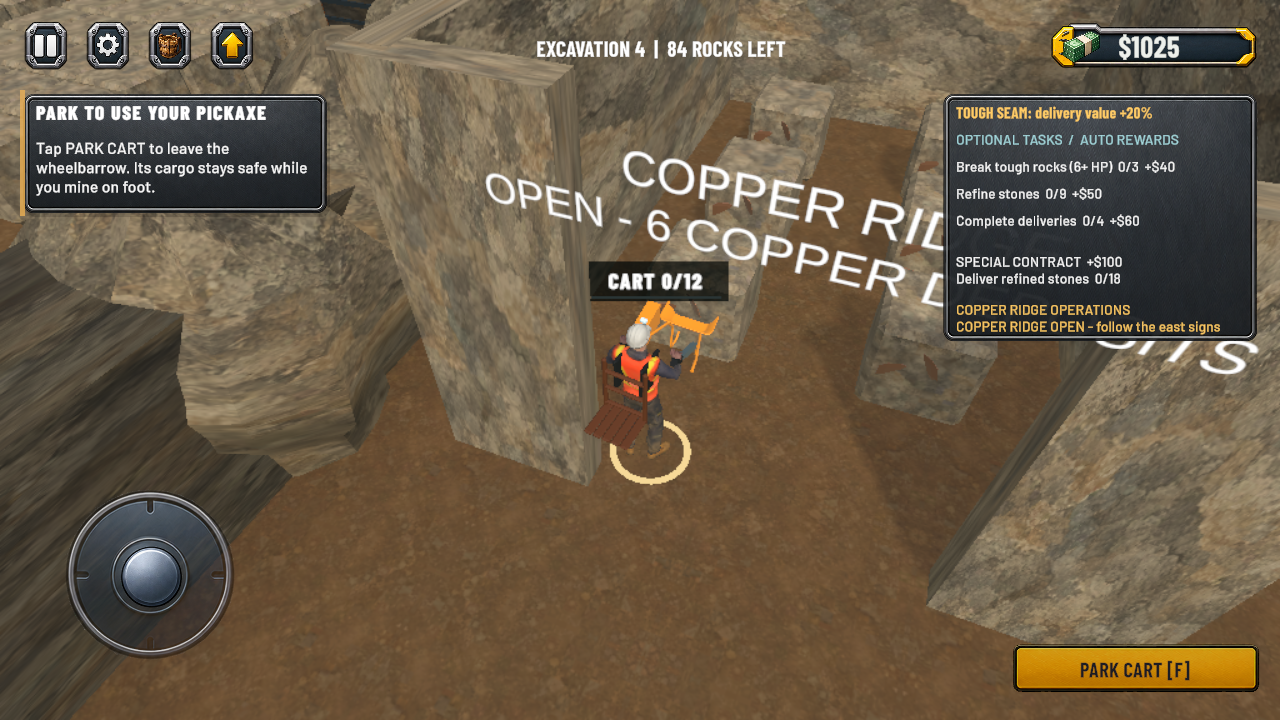 EXCAVATION 4 | 84 ROCKS LEFT
$1025
PARK TO USE YOUR PICKAXE
Tap PARK CART to leave the
wheelbarrow. Its cargo stays safe while
you mine on foot.
TOUGH SEAM: delivery value +20%
OPTIONAL TASKS / AUTO REWARDS
Break tough rocks (6+ HP) 0/3 +$40
Refine stones 0/9 +$50
Complete deliveries 0/4 +$60
SPECIAL CONTRACT +$100
Deliver refined stones 0/18
COPPER RIDGE OPERATIONS
COPPER RIDGE OPEN - follow the east signs
COPPER RIDGE
OPEN - 6 COPPER DEPOSITS
CART 0/12
PARK CART [F]